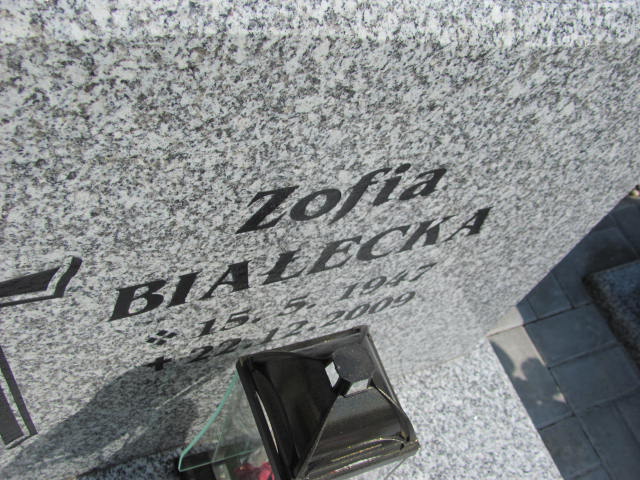 Zofia
BIAŁECKA
* 15. 5. 1947
+ 22.12.2009